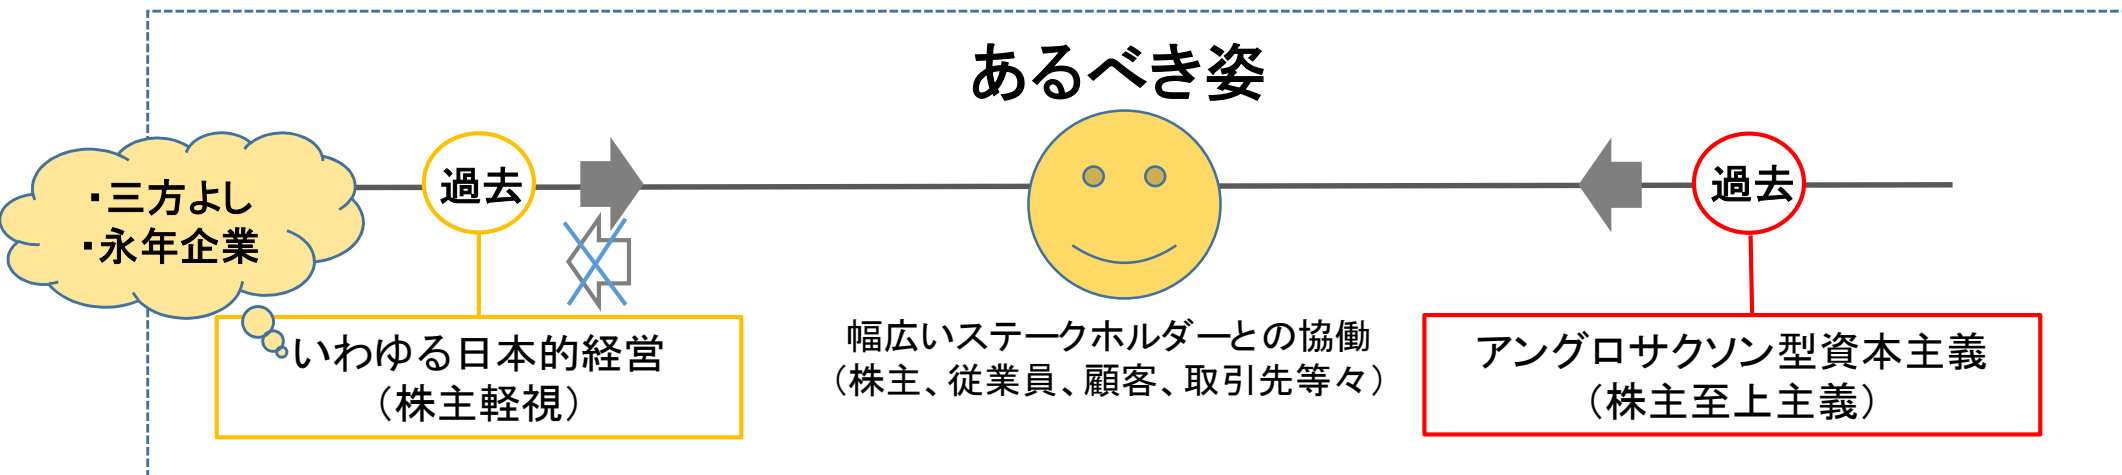 あるべき姿
・三方よし
・永年企業
過去
過去
いわゆる日本的経営
（株主軽視）
幅広いステークホルダーとの協働
（株主、従業員、顧客、取引先等々）
アングロサクソン型資本主義
（株主至上主義）